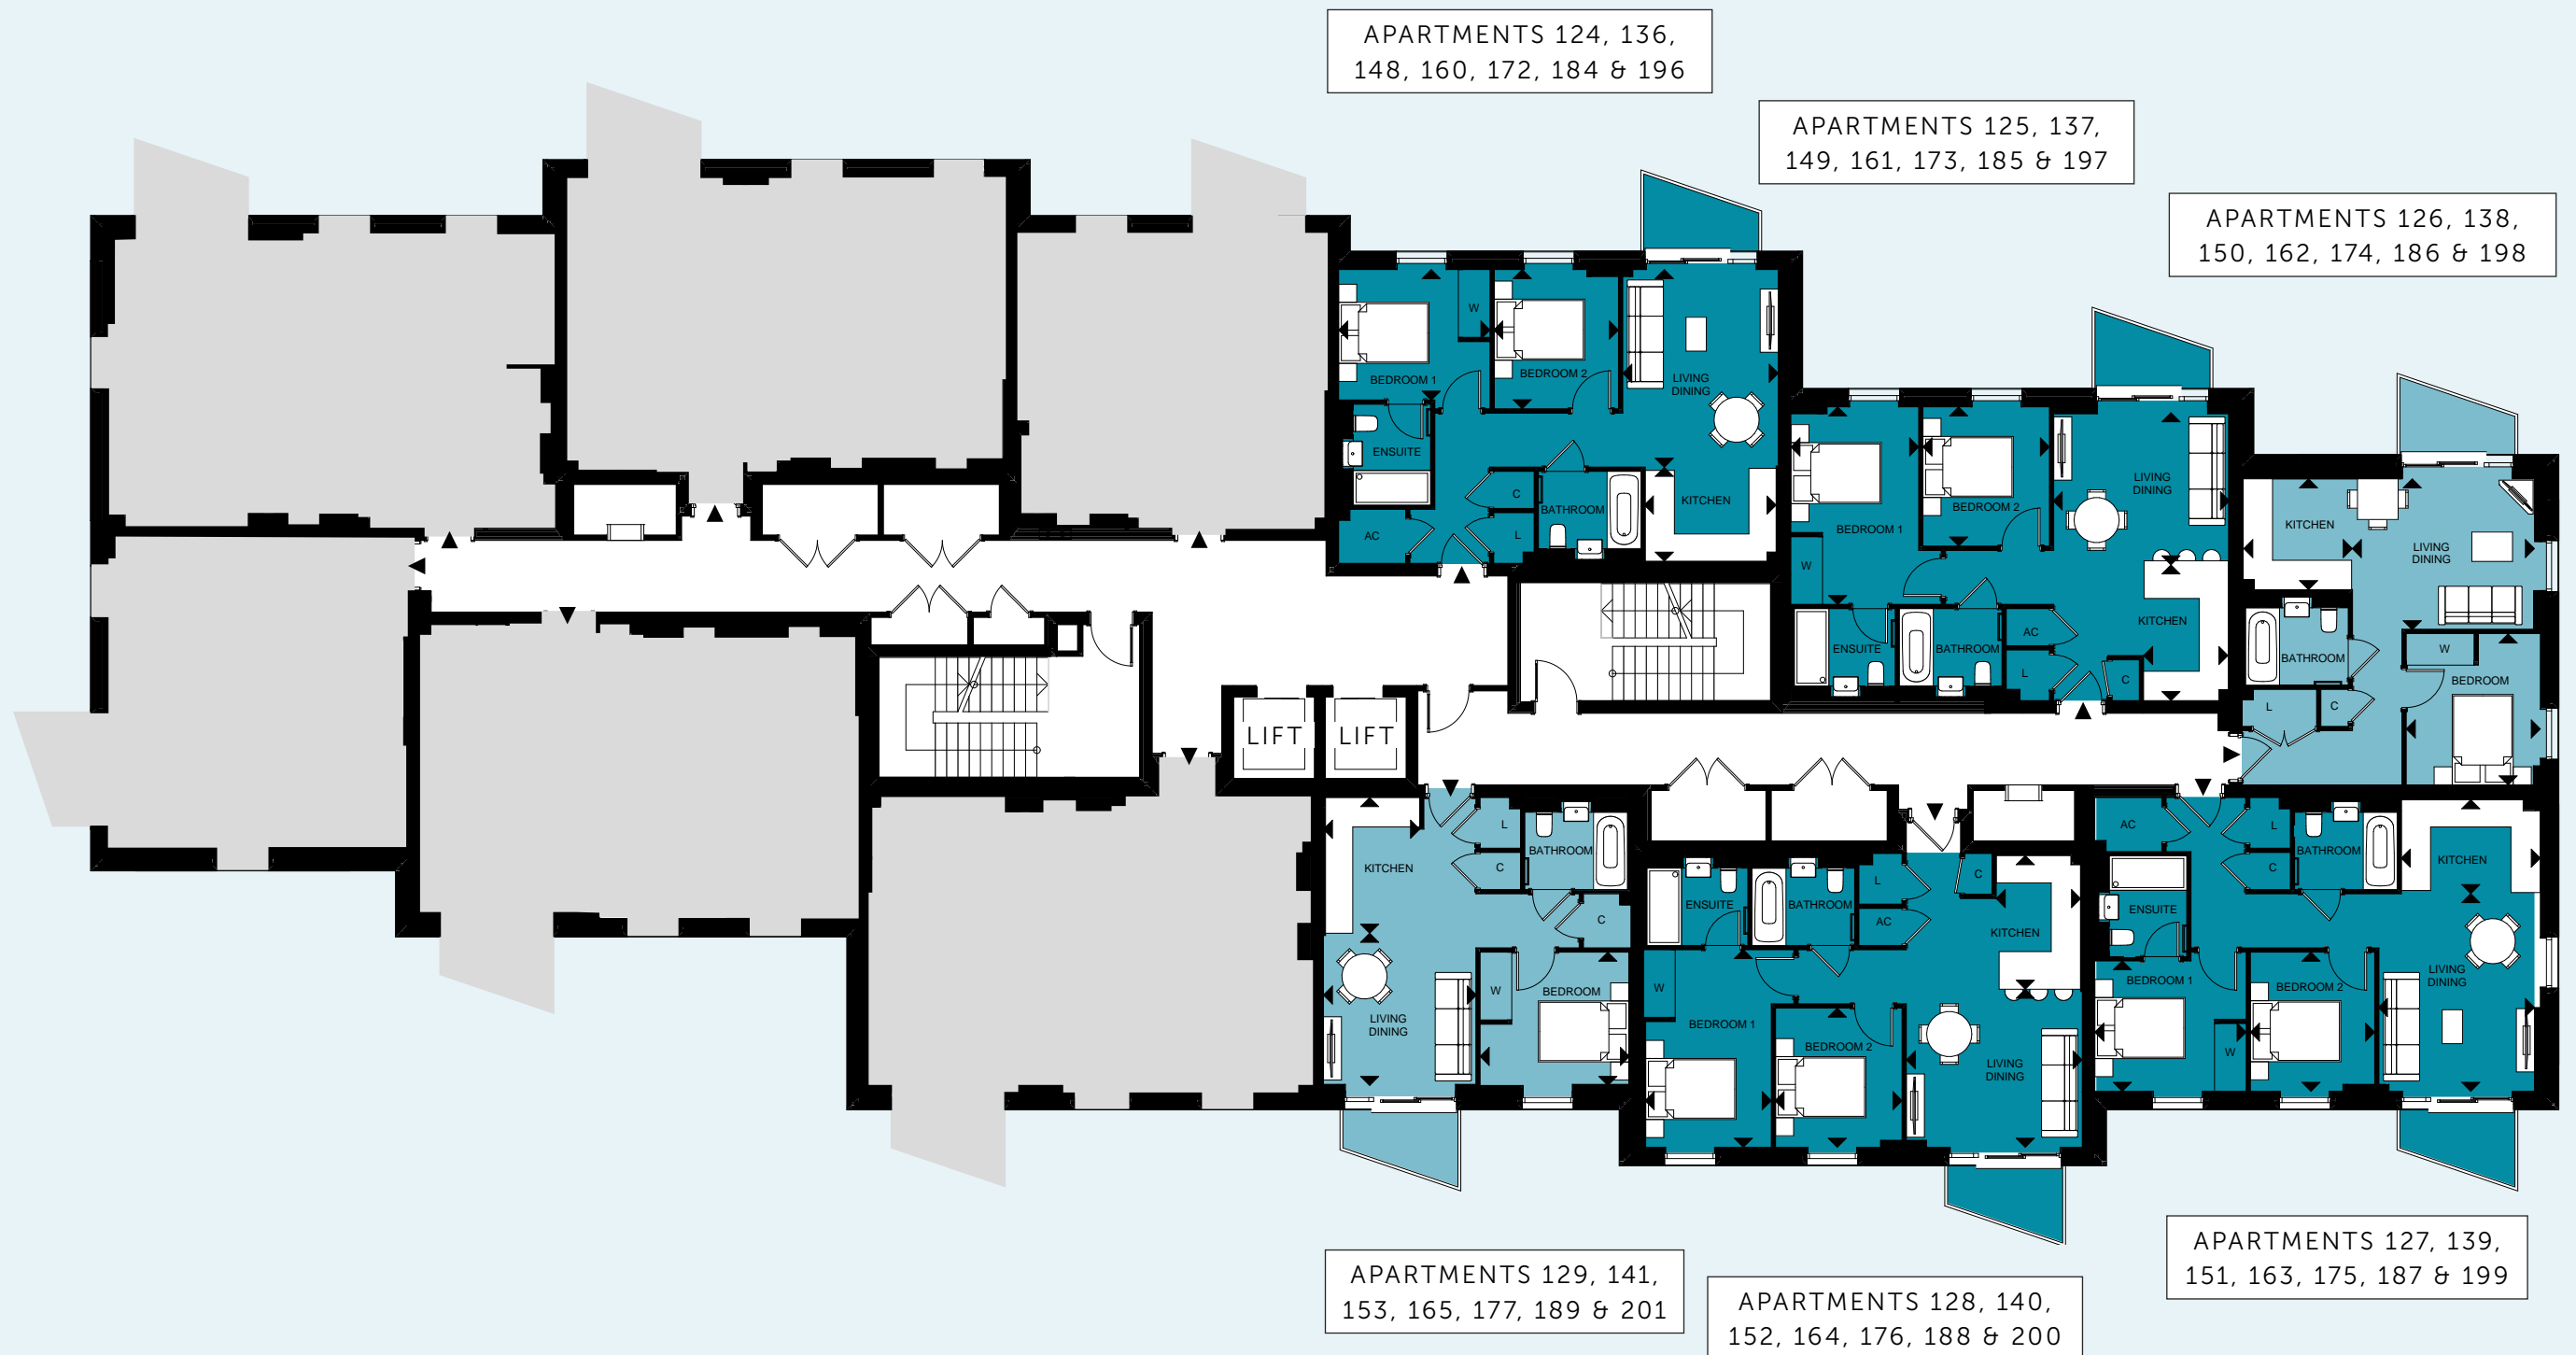 APARTMENTS 124, 136,
148, 160, 172, 184 & 196
APARTMENTS 125, 137,
149, 161, 173, 185 & 197
APARTMENTS 126, 138,
150, 162, 174, 186 & 198
W
BEDROOM 1
BEDROOM 2
LIVING
DINING
ENSUITE
C
KITCHEN
BATHROOM
AC
L
LIVING
DINING
BEDROOM 1
BEDROOM 2
W
KITCHEN
AC
ENSUITE
BATHROOM
L
C
KITCHEN
LIVING
DINING
BATHROOM
W
BEDROOM
L
C
LIFT
LIFT
L
BATHROOM
KITCHEN
C
C
W
BEDROOM
LIVING
DINING
L
C
ENSUITE
BATHROOM
AC
KITCHEN
W
BEDROOM 1
BEDROOM 2
LIVING
DINING
AC
L
BATHROOM
KITCHEN
C
ENSUITE
BEDROOM 1
BEDROOM 2
LIVING
DINING
W
APARTMENTS 129, 141,
153, 165, 177, 189 & 201
APARTMENTS 128, 140,
152, 164, 176, 188 & 200
APARTMENTS 127, 139,
151, 163, 175, 187 & 199